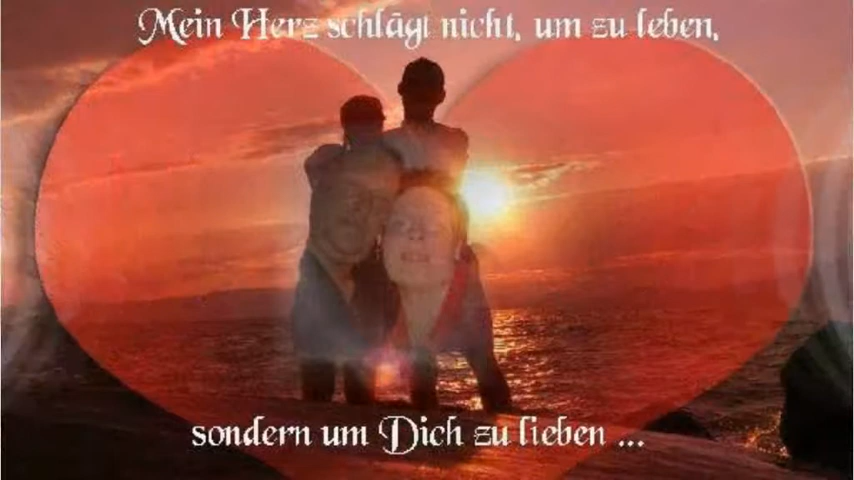 Mein Herz schlägt nicht, um zu leben,
sondern um Dich zu lieben ...